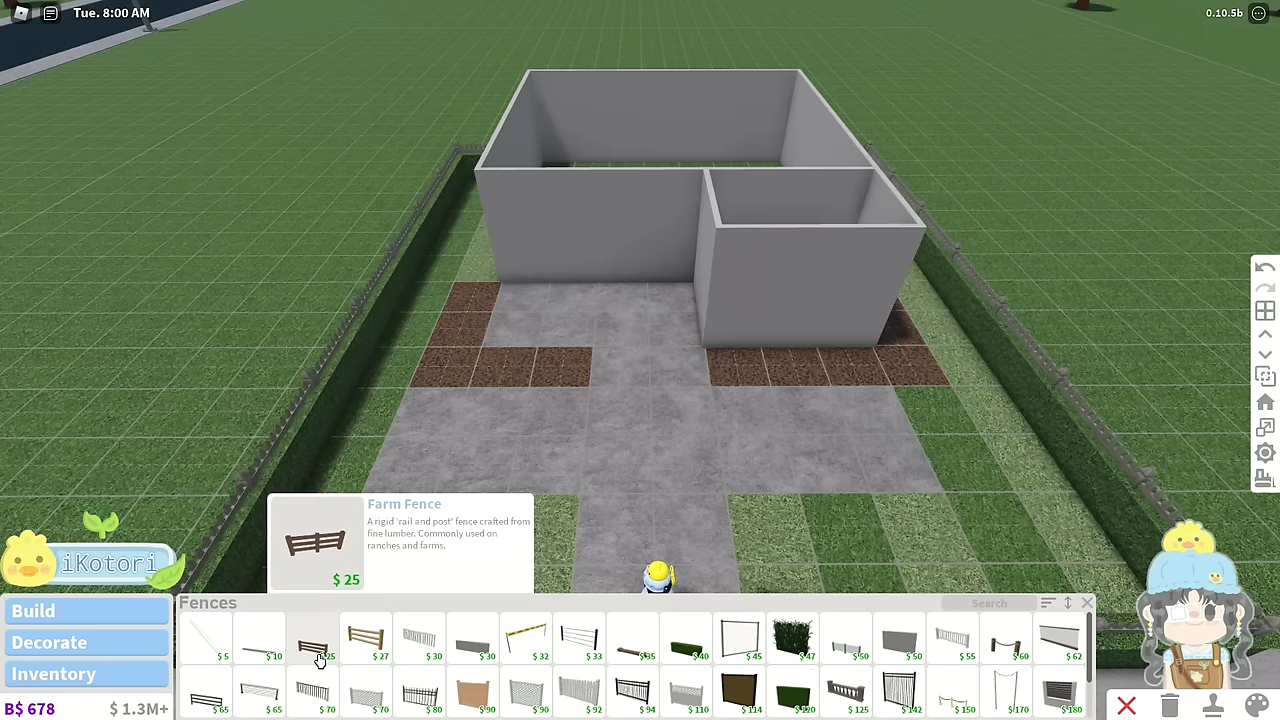 Tue. 8:00 AM
0.10.5b
Farm Fence
A rigid 'rail and post' fence crafted from
fine lumber. Commonly used on
ranches and farms.
$ 25
iKotori
Build
Decorate
Inventory
B$ 678
$ 1.3M+
Fences
Search
$ 5
$ 10
$ 27
$ 30
$ 30
$ 32
$ 33
$ 40
$ 45
$ 47
$ 50
$ 50
$ 55
$ 60
$ 62
$ 65
$ 65
$ 70
$ 70
$ 80
$ 90
$ 90
$ 92
$ 94
$ 110
$ 114
$ 125
$ 142
$ 150
$ 170
$ 180